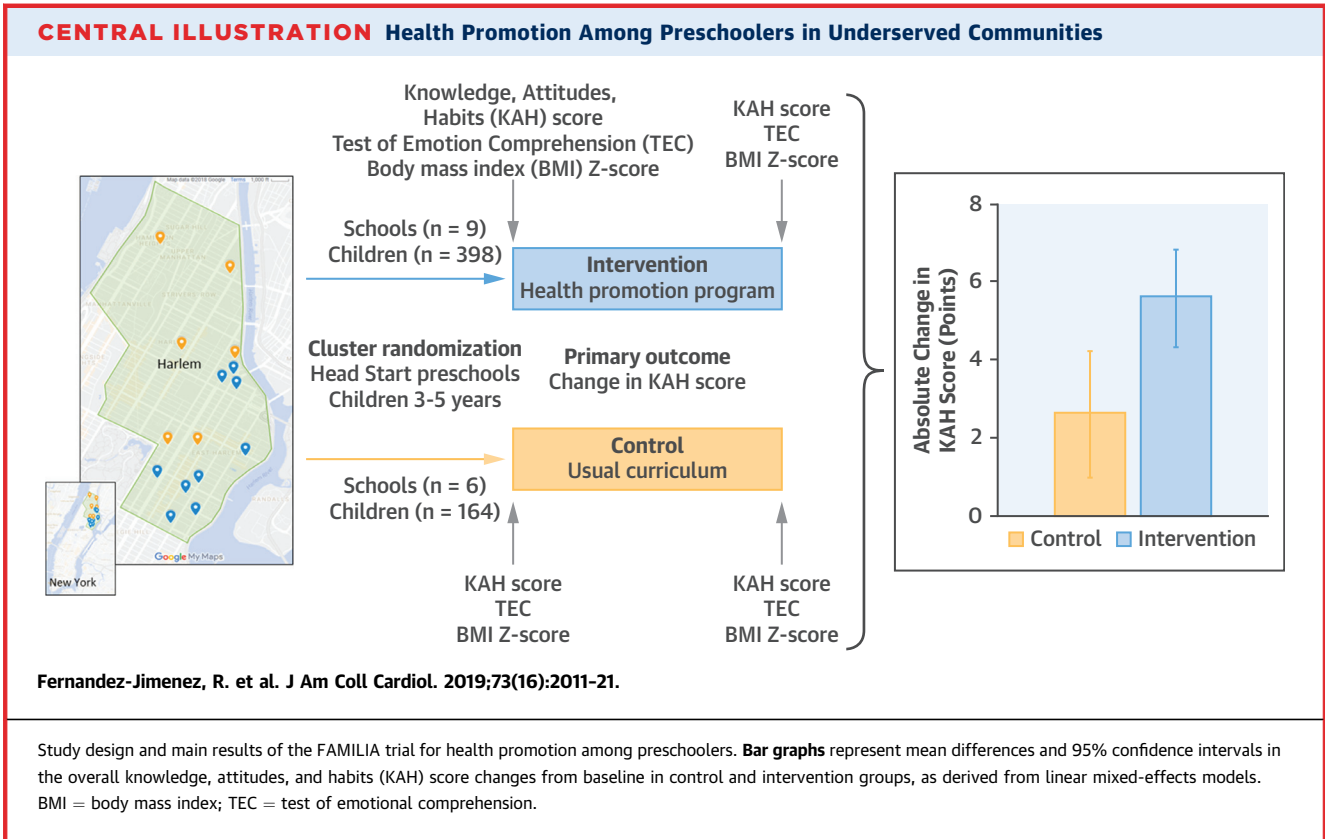 CENTRAL ILLUSTRATION Health Promotion Among Preschoolers in Underserved Communities
Knowledge, Attitudes,
Habits (KAH) score
Test of Emotion Comprehension (TEC)
Body mass index (BMI) Z-score
KAH score
TEC
BMI Z-score
Map data ©2018 Google Terms 1,000 ft
Harlem
Google My Maps
New York
Schools (n = 9)
Children (n = 398)
Intervention
Health promotion program
Cluster randomization
Head Start preschools
Children 3-5 years
Primary outcome
Change in KAH score
Control
Usual curriculum
Schools (n = 6)
Children (n = 164)
KAH score
TEC
BMI Z-score
KAH score
TEC
BMI Z-score
Absolute Change in
KAH Score (Points)
8
6
4
2
0
Control Intervention
Fernandez-Jimenez, R. et al. J Am Coll Cardiol. 2019;73(16):2011–21.
Study design and main results of the FAMILIA trial for health promotion among preschoolers. Bar graphs represent mean differences and 95% confidence intervals in
the overall knowledge, attitudes, and habits (KAH) score changes from baseline in control and intervention groups, as derived from linear mixed-effects models.
BMI = body mass index; TEC = test of emotional comprehension.